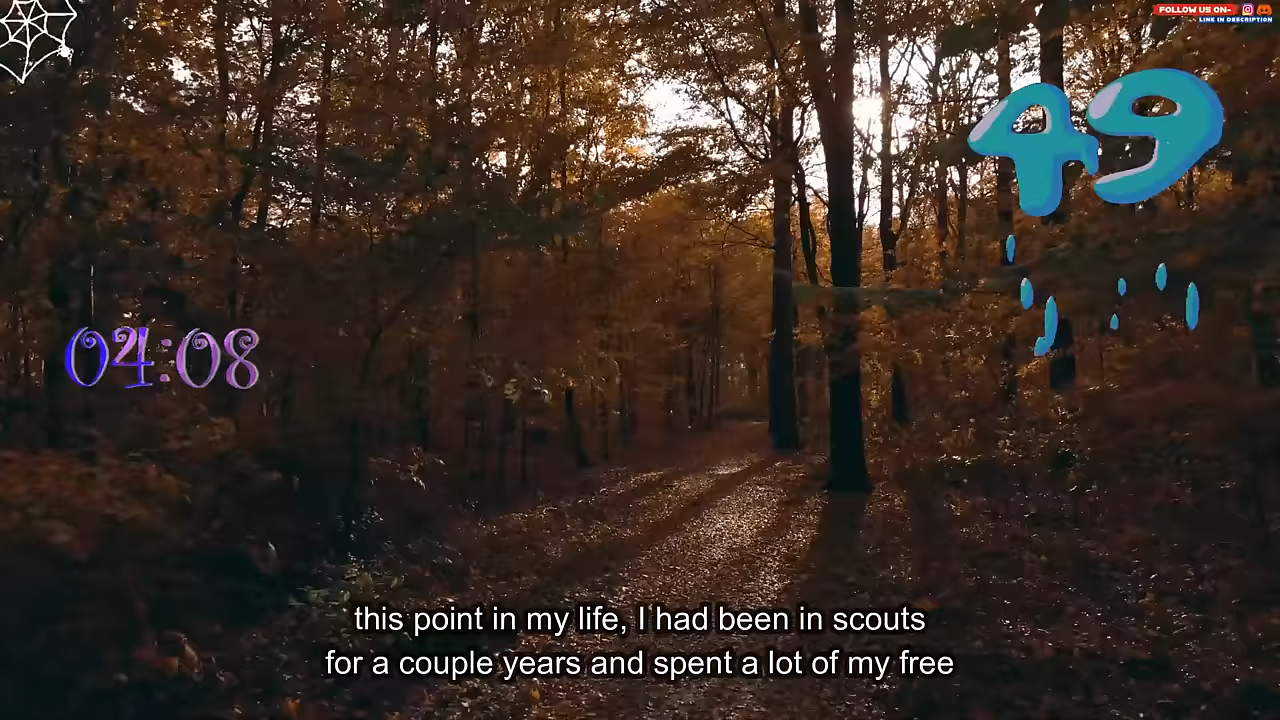 FOLLOW US ON-
LINK IN DESCRIPTION
49
04:08
this point in my life, I had been in scouts
for a couple years and spent a lot of my free